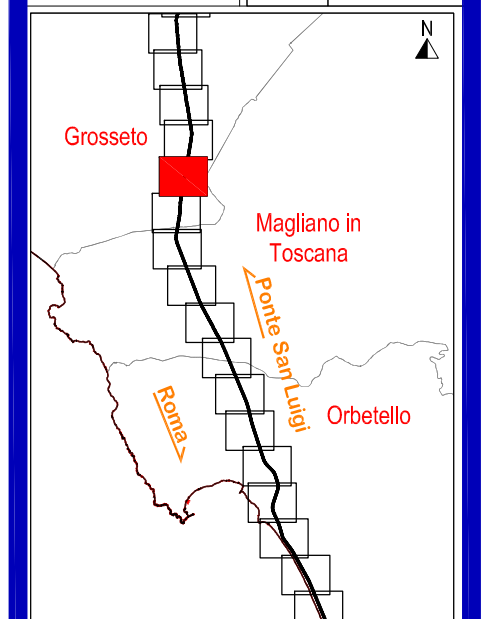 N
Grosseto
Magliano in
Toscana
Ponte San Luigi
Roma
Orbetello